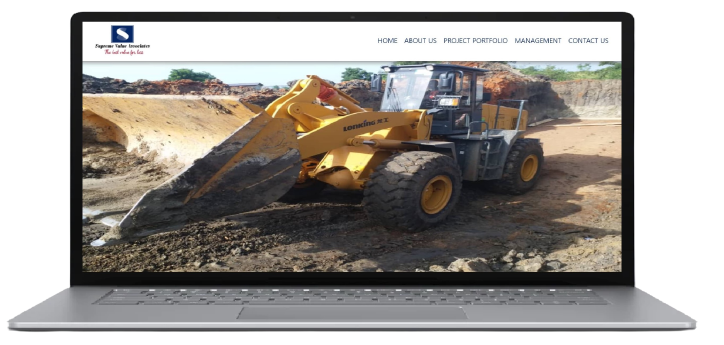 Supreme Value Associates
The best value for less.
HOME ABOUT US PROJECT PORTFOLIO MANAGEMENT CONTACT US
LONKING